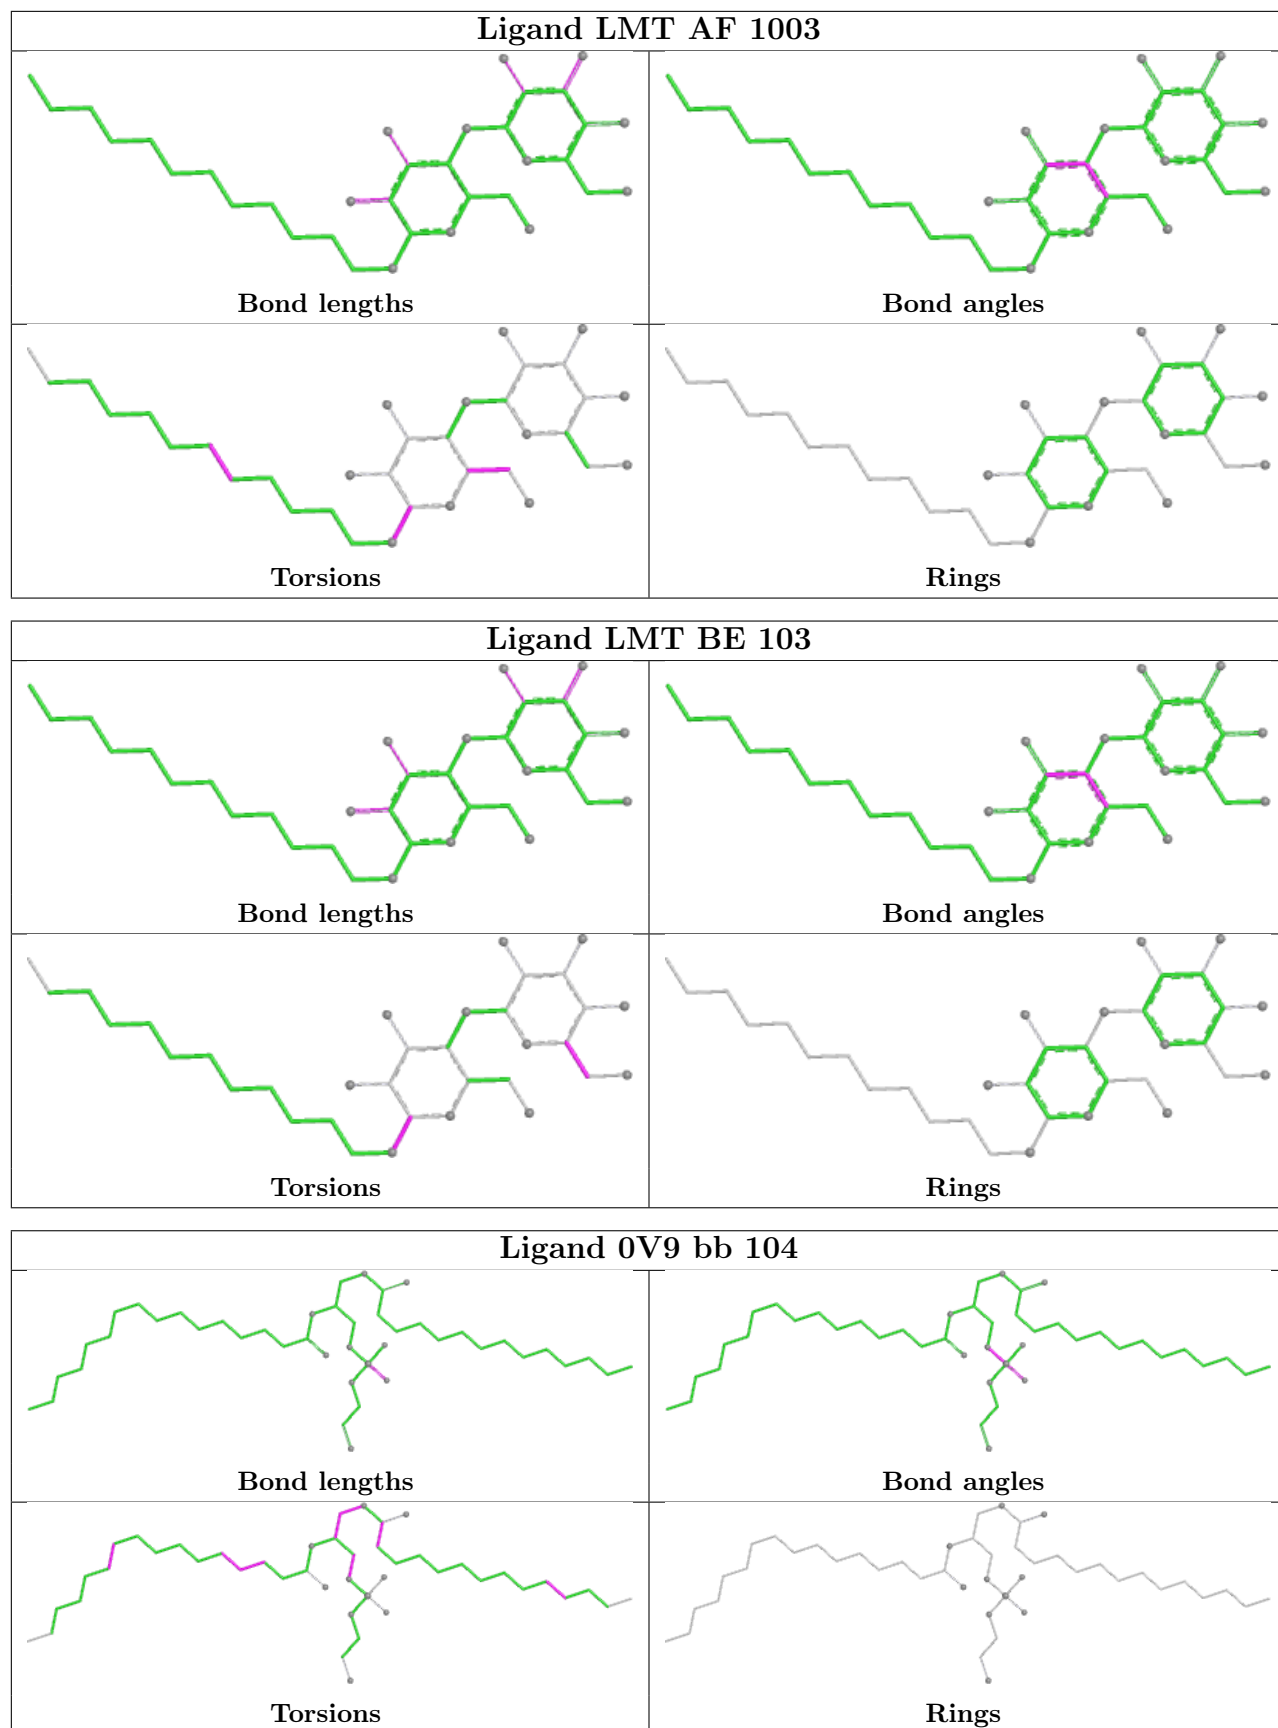 Ligand LMT AF 1003
Bond lengths
Bond angles
Torsions
Rings
Ligand LMT BE 103
Bond lengths
Bond angles
Torsions
Rings
Ligand 0V9 bb 104
Bond lengths
Bond angles
Torsions
Rings